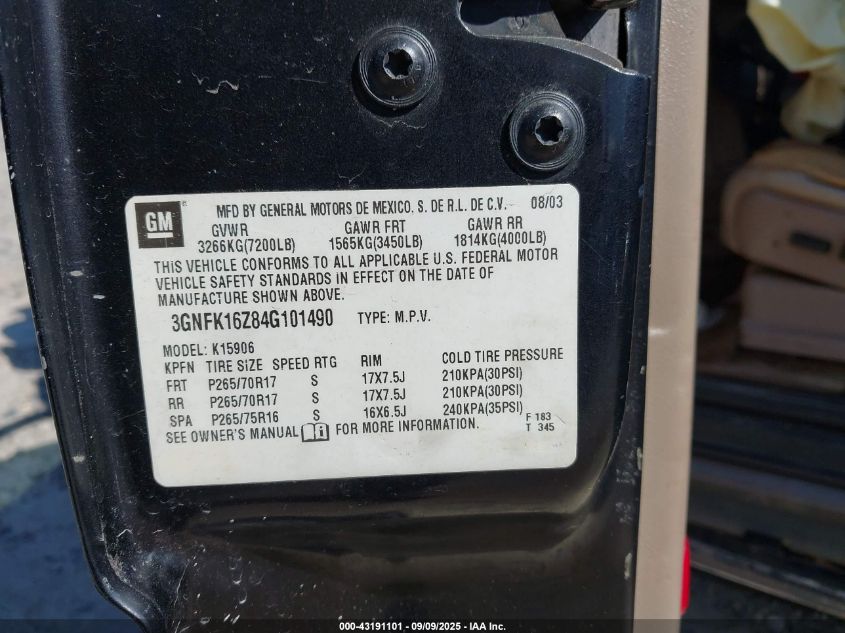 GM MFD BY GENERAL MOTORS DE MEXICO. S. DE R.L. DE C.V. 08/03
GVWR GAWR FRT GAWR RR
3266KG(7200LB) 1565KG(3450LB) 1814KG(4000LB)
THIS VEHICLE CONFORMS TO ALL APPLICABLE U.S. FEDERAL MOTOR
VEHICLE SAFETY STANDARDS IN EFFECT ON THE DATE OF
MANUFACTURE SHOWN ABOVE.
3GNFK16Z84G101490 TYPE: M.P.V.
MODEL: K15906
KPFN TIRE SIZE SPEED RTG RIM COLD TIRE PRESSURE
FRT P265/70R17 S 17X7.5J 210KPA(30PSI)
RR P265/70R17 S 17X7.5J 210KPA(30PSI)
SPA P265/75R16 S 16X6.5J 240KPA(35PSI)
SEE OWNER'S MANUAL FOR MORE INFORMATION.
F 183
T 345
000-43191101 - 09/09/2025 - IAA Inc.